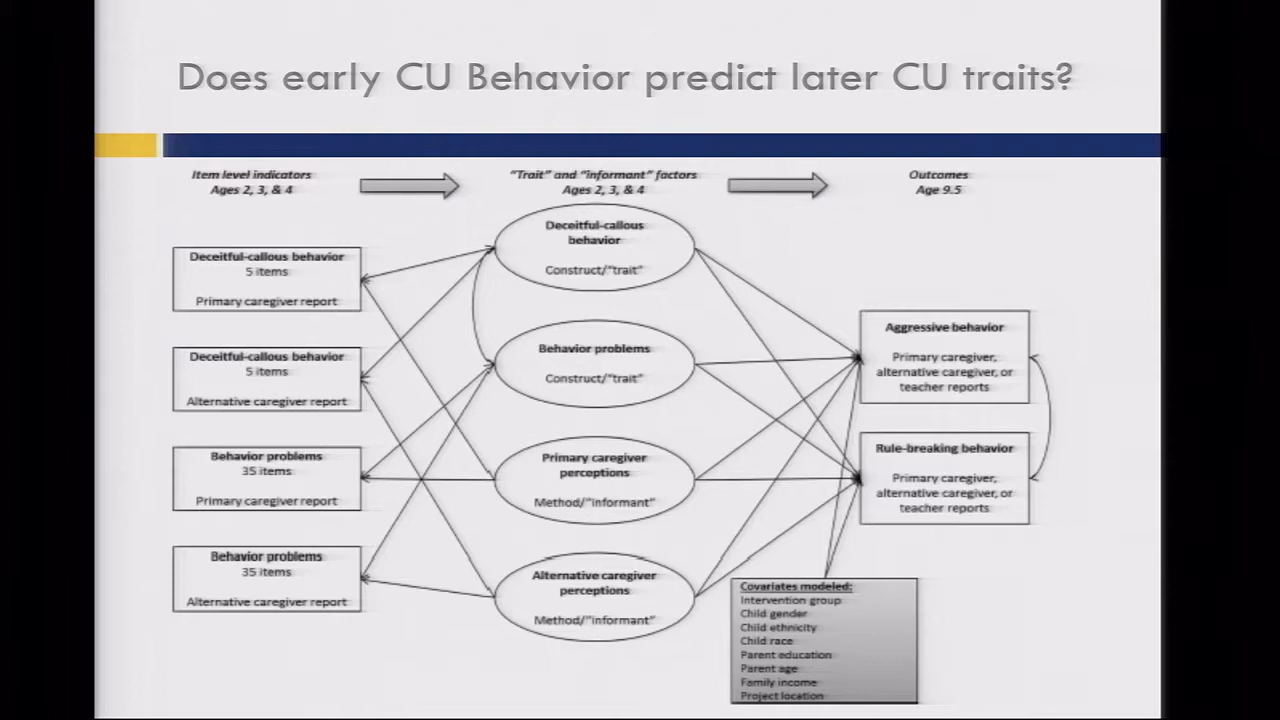 Does early CU Behavior predict later CU traits?
Item level indicators
Ages 2, 3, & 4
"Trait" and "informant" factors
Ages 2, 3, & 4
Outcomes
Age 9.5
Deceitful-callous behavior
5 items
Primary caregiver report
Deceitful-callous behavior
5 items
Alternative caregiver report
Behavior problems
35 items
Primary caregiver report
Behavior problems
35 items
Alternative caregiver report
Deceitful-callous
behavior
Construct/"trait"
Behavior problems
Construct/"trait"
Primary caregiver
perceptions
Method/"informant"
Alternative caregiver
perceptions
Method/"informant"
Aggressive behavior
Primary caregiver,
alternative caregiver, or
teacher reports
Rule-breaking behavior
Primary caregiver,
alternative caregiver, or
teacher reports
Covariates modeled:
Intervention group
Child gender
Child ethnicity
Child race
Parent education
Parent age
Family income
Project location